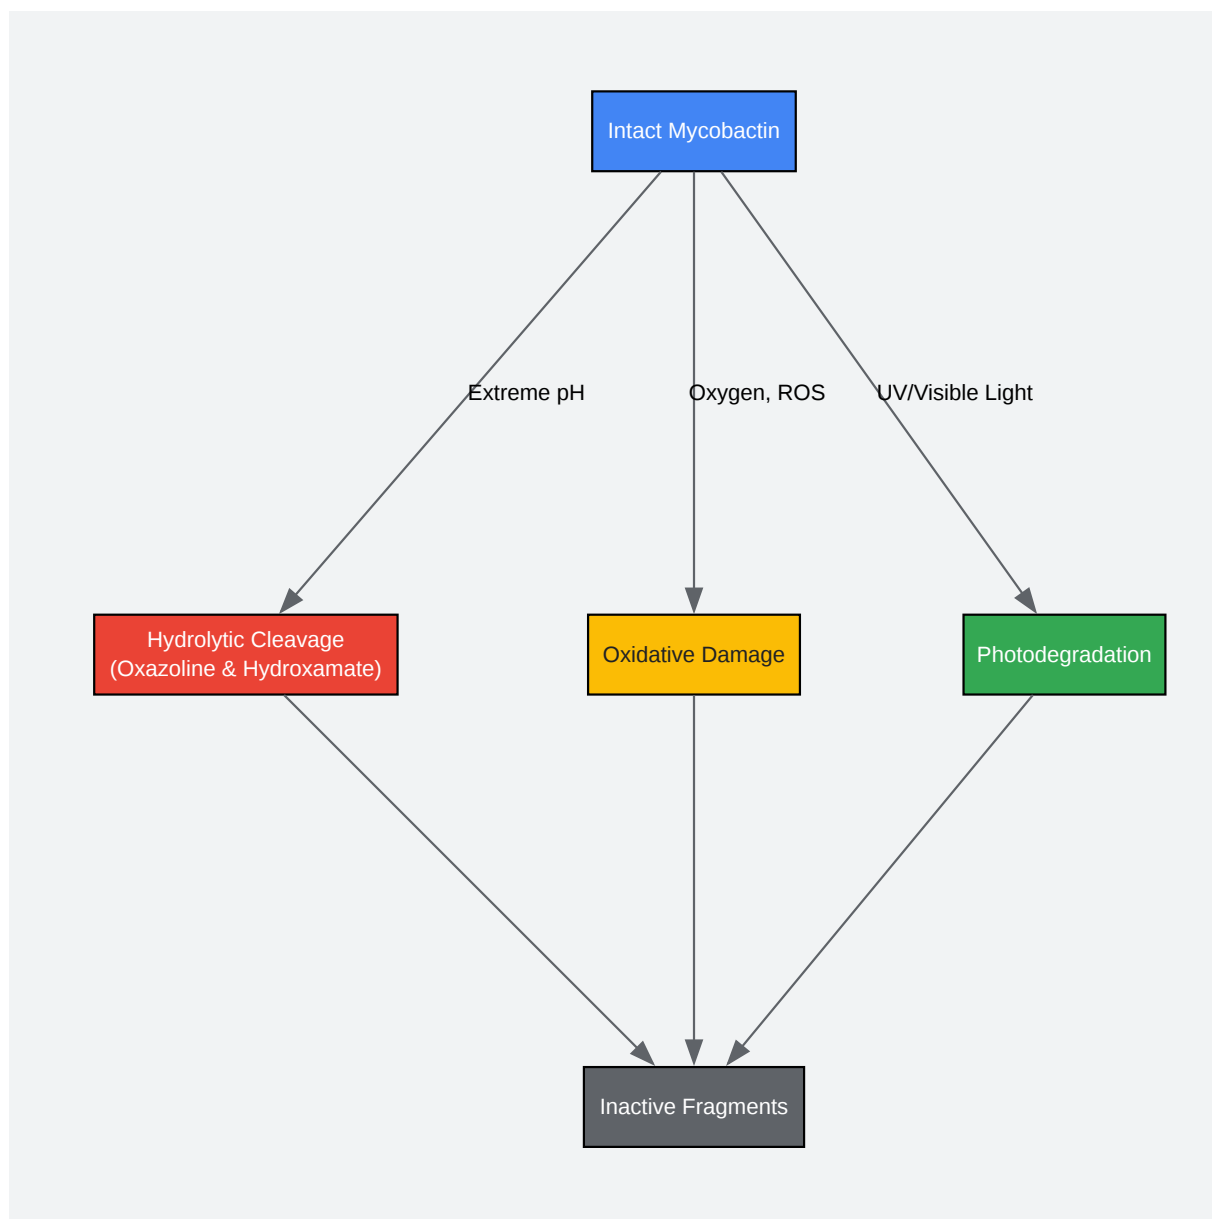 Intact Mycobactin
Extreme pH
Oxygen, ROS
UV/Visible Light
Hydrolytic Cleavage
(Oxazoline & Hydroxamate)
Oxidative Damage
Photodegradation
Inactive Fragments